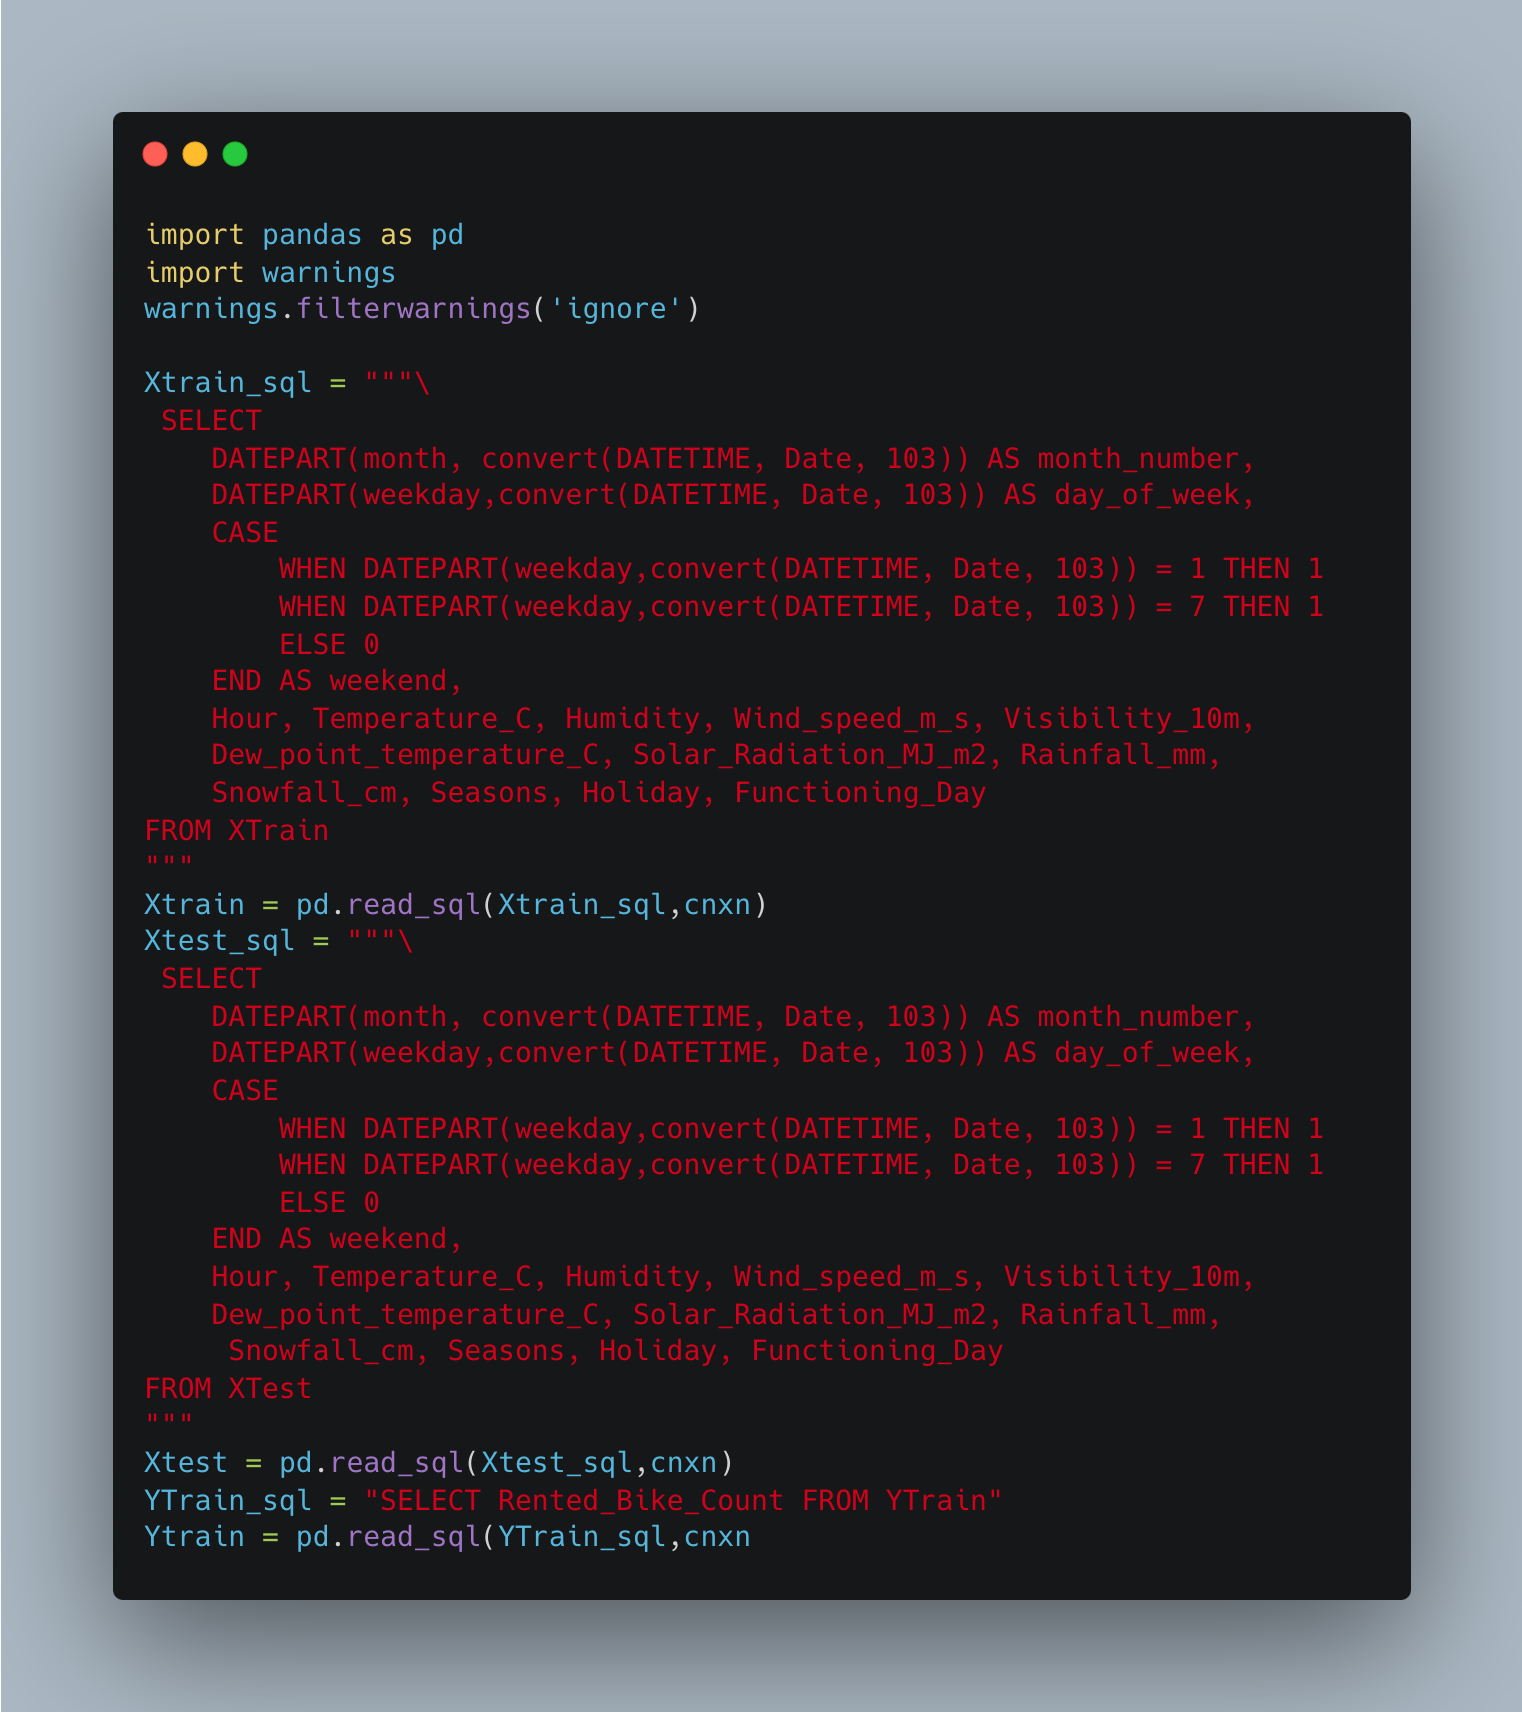 import pandas as pd
import warnings
warnings.filterwarnings('ignore')

Xtrain_sql = """\
 SELECT
    DATEPART(month, convert(DATETIME, Date, 103)) AS month_number,
    DATEPART(weekday,convert(DATETIME, Date, 103)) AS day_of_week,
    CASE
        WHEN DATEPART(weekday,convert(DATETIME, Date, 103)) = 1 THEN 1
        WHEN DATEPART(weekday,convert(DATETIME, Date, 103)) = 7 THEN 1
        ELSE 0
    END AS weekend,
    Hour, Temperature_C, Humidity, Wind_speed_m_s, Visibility_10m,
    Dew_point_temperature_C, Solar_Radiation_MJ_m2, Rainfall_mm,
    Snowfall_cm, Seasons, Holiday, Functioning_Day
FROM XTrain
"""
Xtrain = pd.read_sql(Xtrain_sql,cnxn)
Xtest_sql = """\
 SELECT
    DATEPART(month, convert(DATETIME, Date, 103)) AS month_number,
    DATEPART(weekday,convert(DATETIME, Date, 103)) AS day_of_week,
    CASE
        WHEN DATEPART(weekday,convert(DATETIME, Date, 103)) = 1 THEN 1
        WHEN DATEPART(weekday,convert(DATETIME, Date, 103)) = 7 THEN 1
        ELSE 0
    END AS weekend,
    Hour, Temperature_C, Humidity, Wind_speed_m_s, Visibility_10m,
    Dew_point_temperature_C, Solar_Radiation_MJ_m2, Rainfall_mm,
     Snowfall_cm, Seasons, Holiday, Functioning_Day
FROM XTest
"""
Xtest = pd.read_sql(Xtest_sql,cnxn)
YTrain_sql = "SELECT Rented_Bike_Count FROM YTrain"
Ytrain = pd.read_sql(YTrain_sql,cnxn